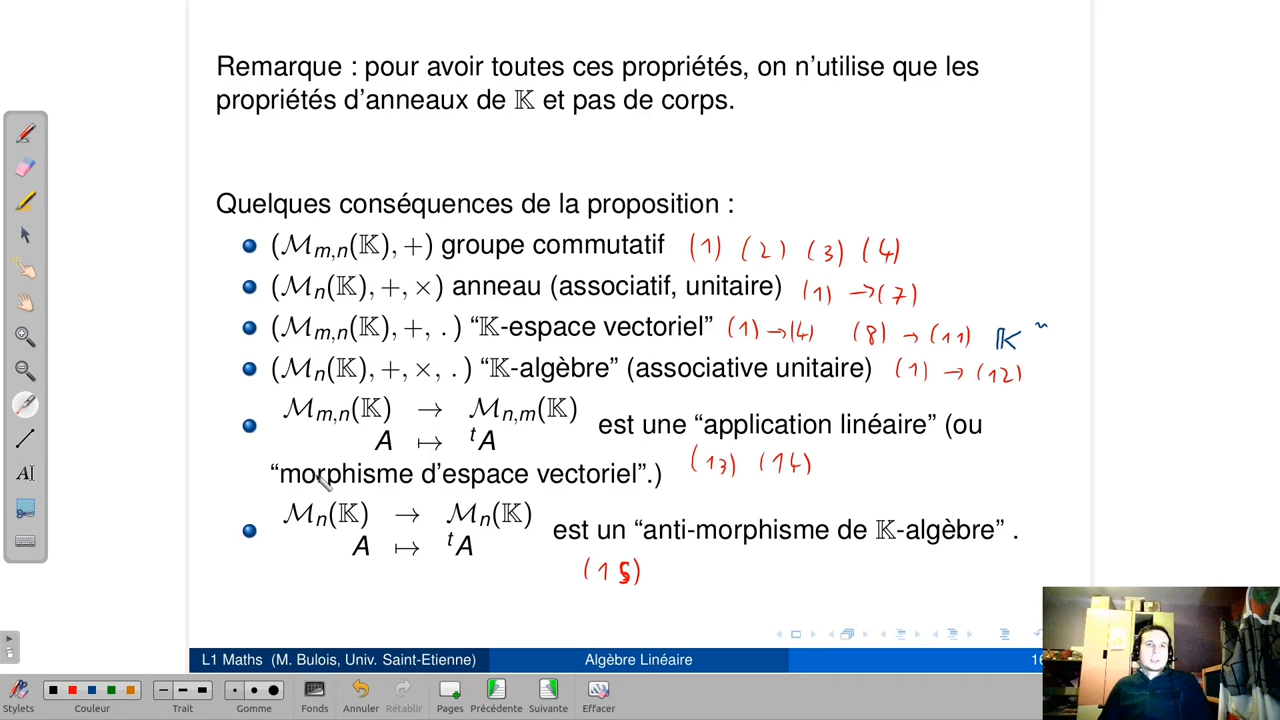 Remarque : pour avoir toutes ces propriétés, on n'utilise que les
propriétés d'anneaux de 𝕂 et pas de corps.
Quelques conséquences de la proposition :
(ℳm,n(𝕂), +) groupe commutatif (1) (2) (3) (4)
(ℳn(𝕂), +, ×) anneau (associatif, unitaire) (1) → (7)
(ℳm,n(𝕂), +, . ) “𝕂-espace vectoriel” (1) → (4) (8) → (11) 𝕂 n
(ℳn(𝕂), +, ×, . ) “𝕂-algèbre” (associative unitaire) (1) → (12)
ℳm,n(𝕂) → ℳn,m(𝕂)
A ↦ tA
est une “application linéaire” (ou
“morphisme d'espace vectoriel”.) (13) (14)
ℳn(𝕂) → ℳn(𝕂)
A ↦ tA
est un “anti-morphisme de 𝕂-algèbre” .
(15)
L1 Maths (M. Bulois, Univ. Saint-Etienne) Algèbre Linéaire 16
Stylets Couleur Trait Gomme Fonds Annuler Rétablir Pages Précédente Suivante Effacer